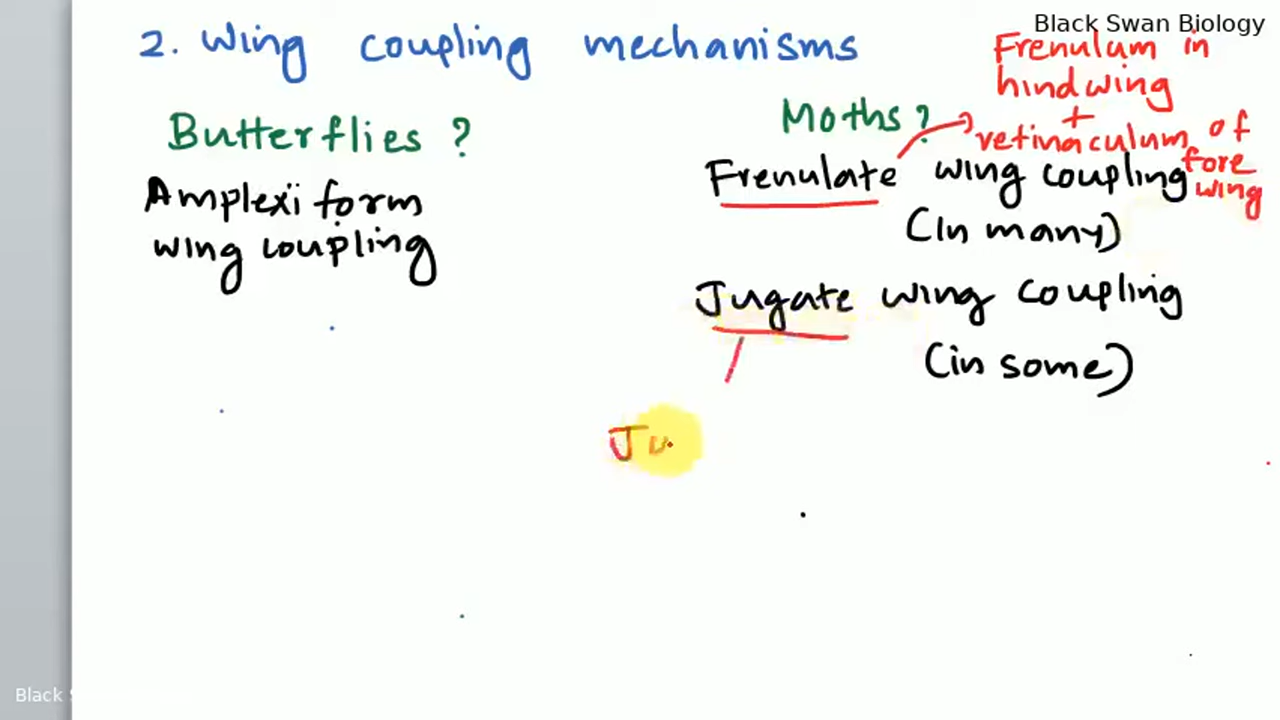 Black Swan Biology
2. Wing coupling mechanisms
Frenulum in
hindwing
+
retinaculum of
fore
wing
Butterflies ?
Amplexiform
wing coupling
Moths ?
Frenulate wing coupling
(In many)
Jugate wing coupling
(in some)
Ju
Black S